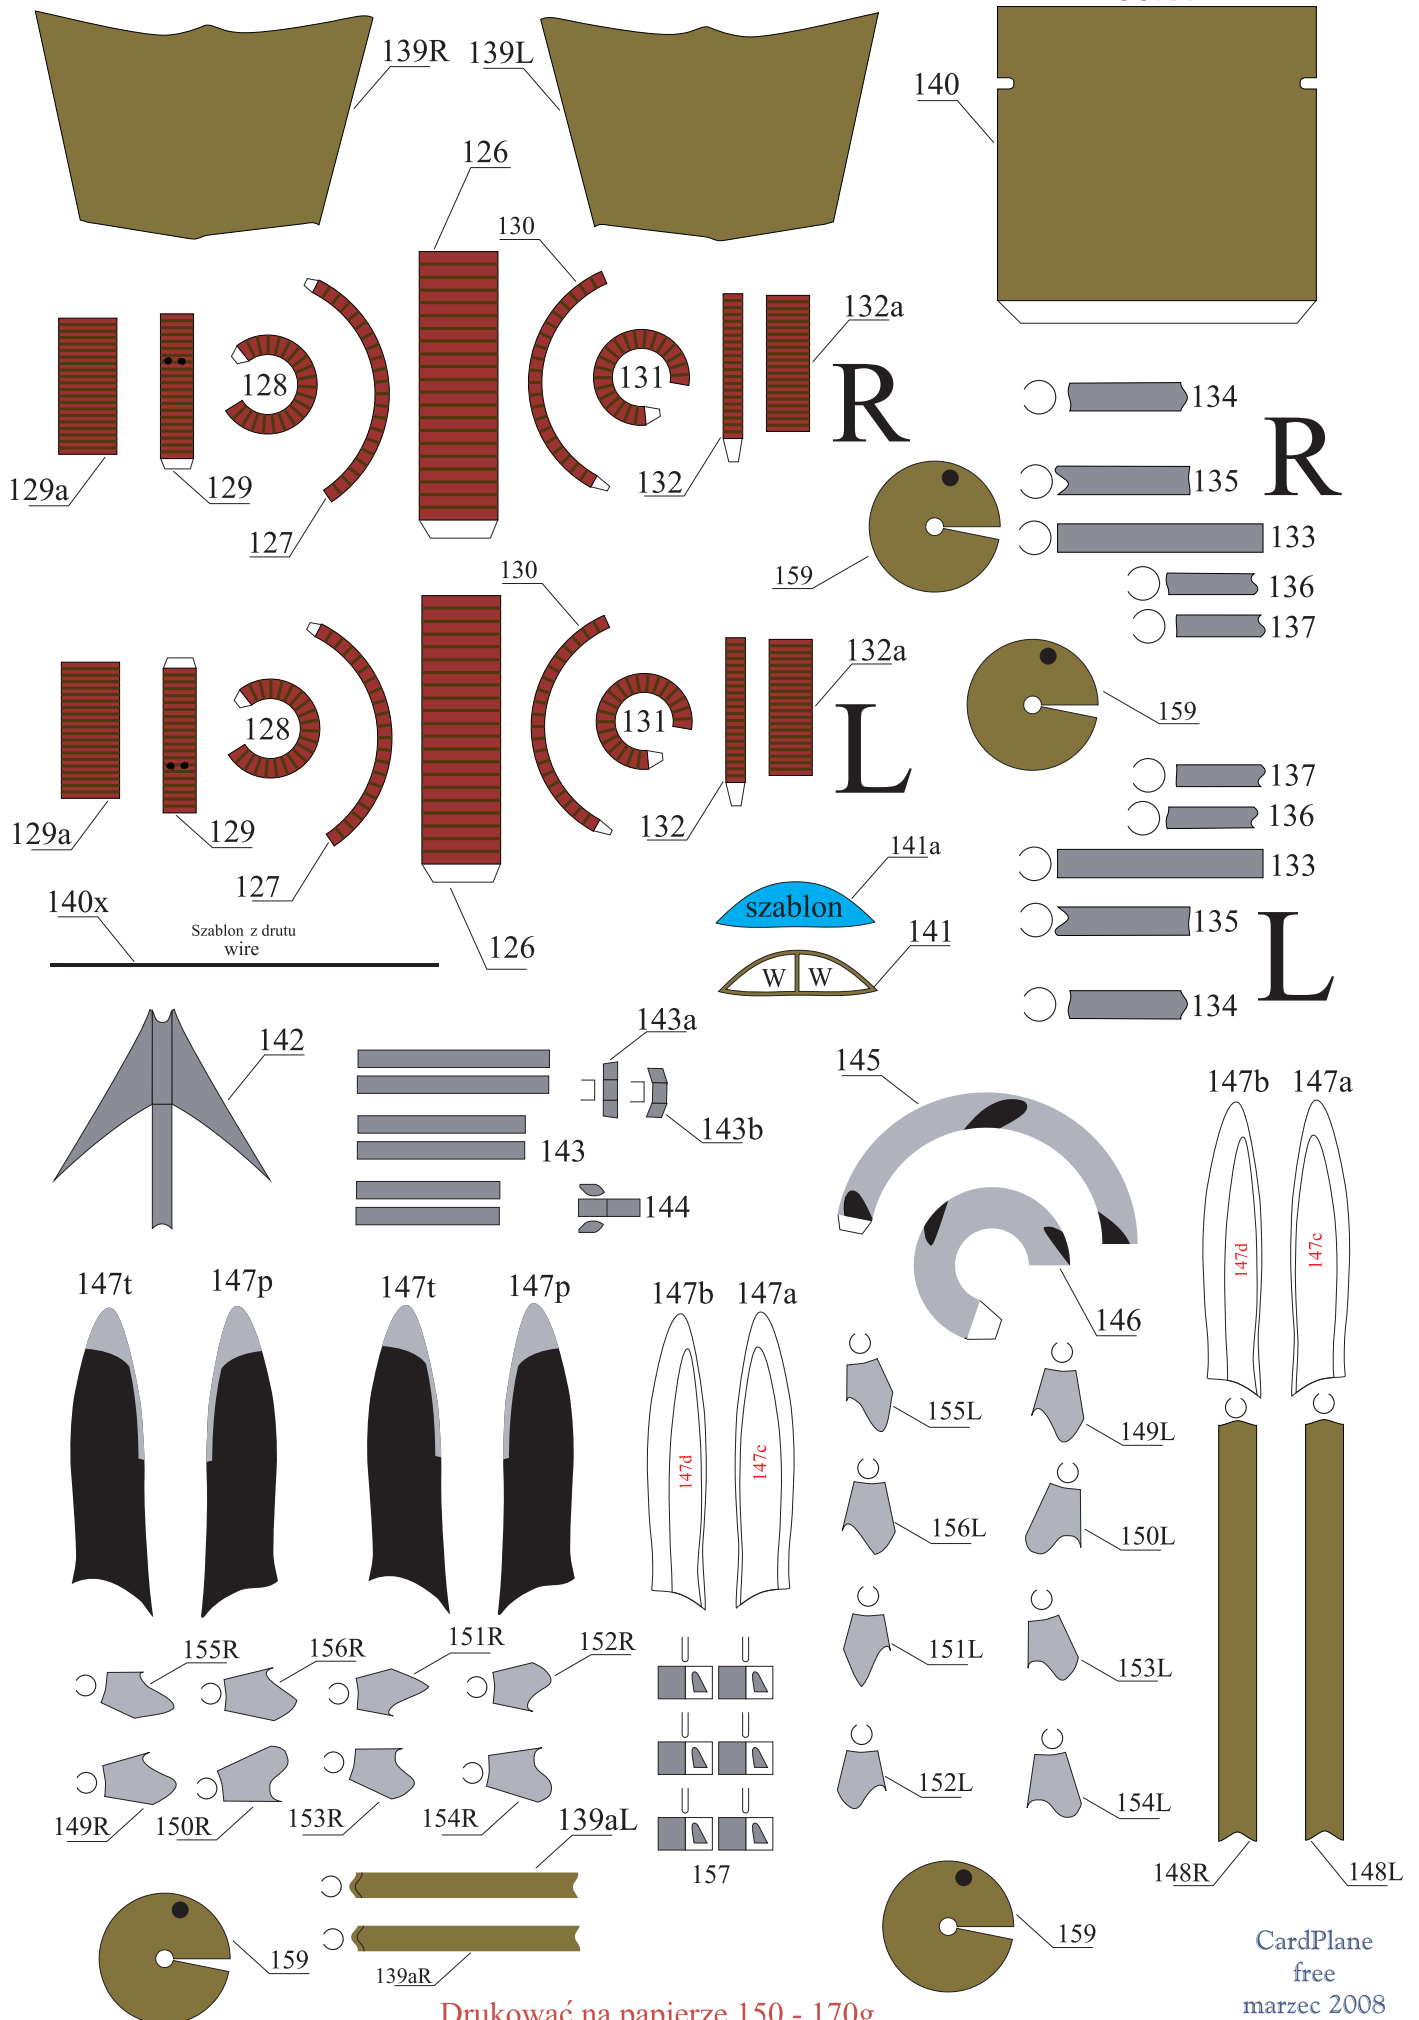 139R
139L
140
126
130
132a
128
131
R
134
R
129a
129
127
132
135
133
159
136
137
130
132a
128
131
L
159
137
136
133
129a
129
127
132
141a
szablon
135
L
140x
Szablon z drutu
wire
126
141
W W
134
142
143a
143b
143
144
145
146
147b
147a
147d
147c
147t
147p
147t
147p
147b
147a
147d
147c
155L
149L
156L
150L
151L
153L
152L
154L
155R
156R
151R
152R
149R
150R
153R
154R
139aL
157
148R
148L
159
139aR
159
CardPlane
free
marzec 2008
Drukować na papierze 150 - 170g